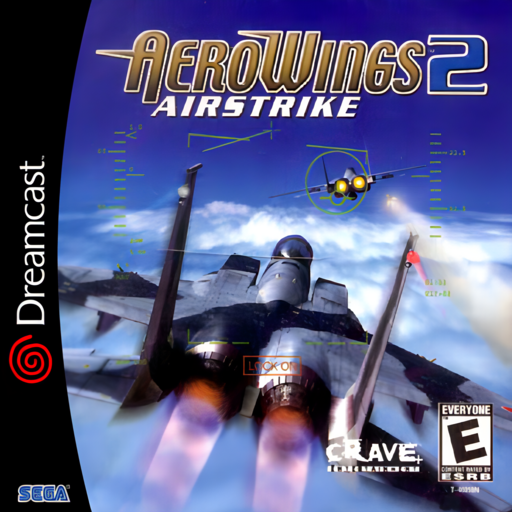 AEROWINGS 2
AIRSTRIKE
Dreamcast
LOCK ON
CRAVE
EVERYONE
E
CONTENT RATED BY
ESRB
SEGA